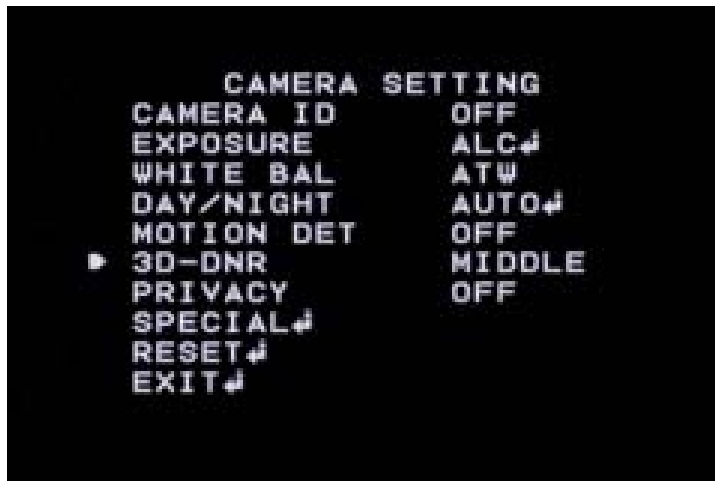 CAMERA SETTING
CAMERA ID OFF
EXPOSURE ALC↲
WHITE BAL ATW
DAY/NIGHT AUTO↲
MOTION DET OFF
► 3D-DNR MIDDLE
PRIVACY OFF
SPECIAL↲
RESET↲
EXIT↲